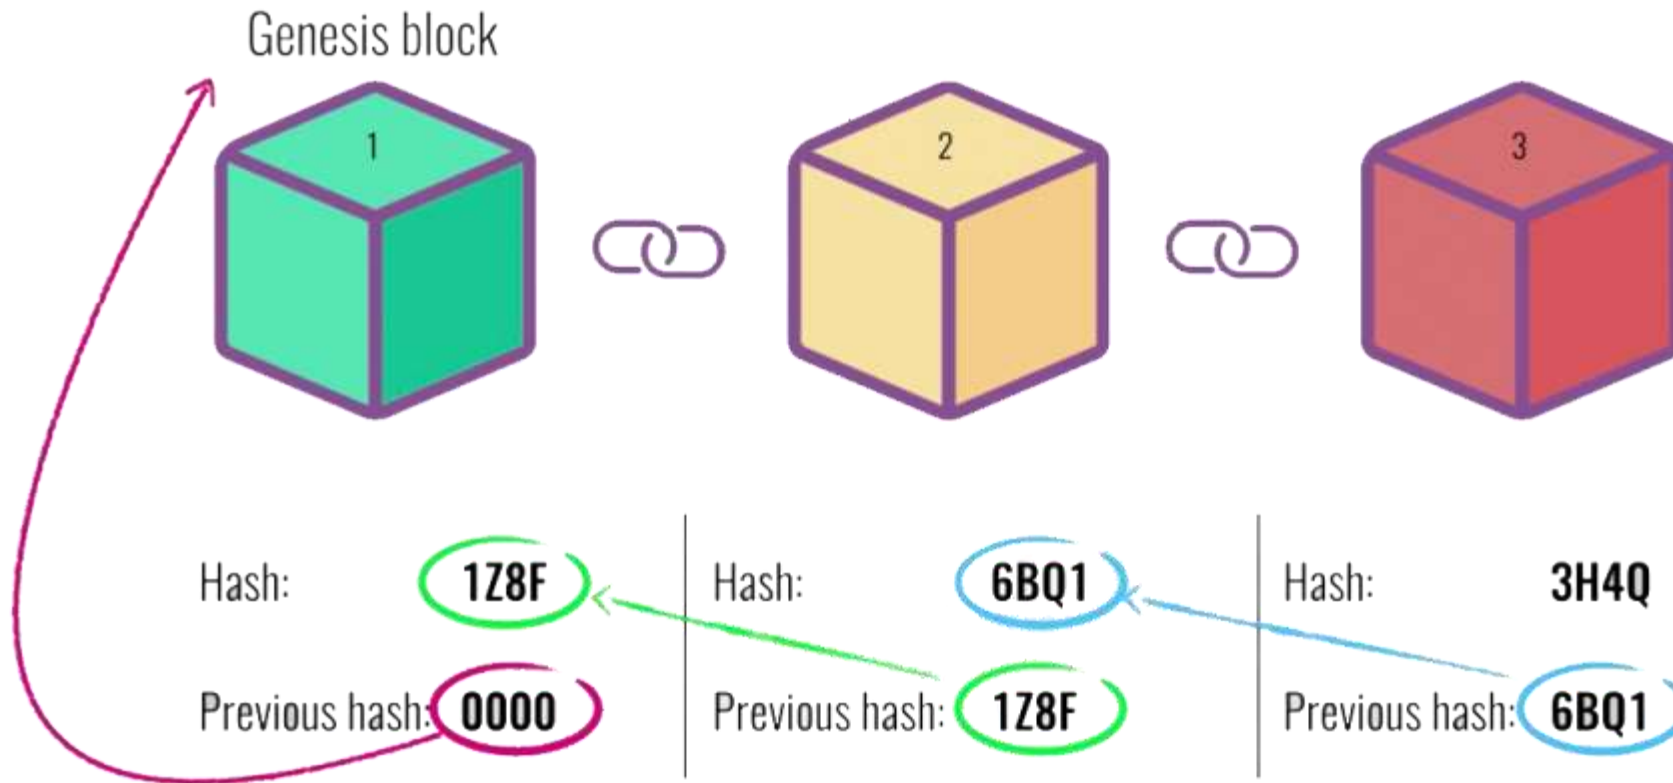 Genesis block
1
2
3
Hash: 1Z8F
Previous hash: 0000
Hash: 6BQ1
Previous hash: 1Z8F
Hash: 3H4Q
Previous hash: 6BQ1